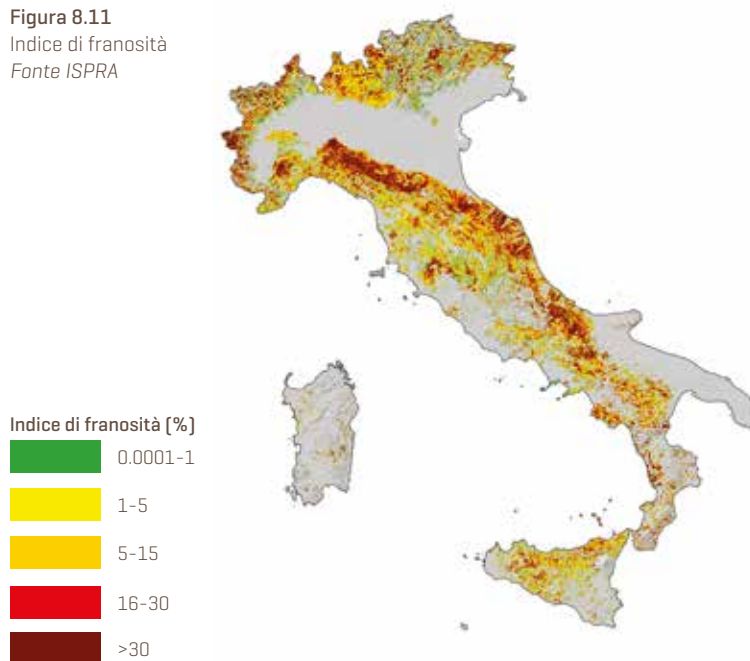 Figura 8.11
Indice di franosità
Fonte ISPRA
Indice di franosità (%)
0.0001-1
1-5
5-15
16-30
>30